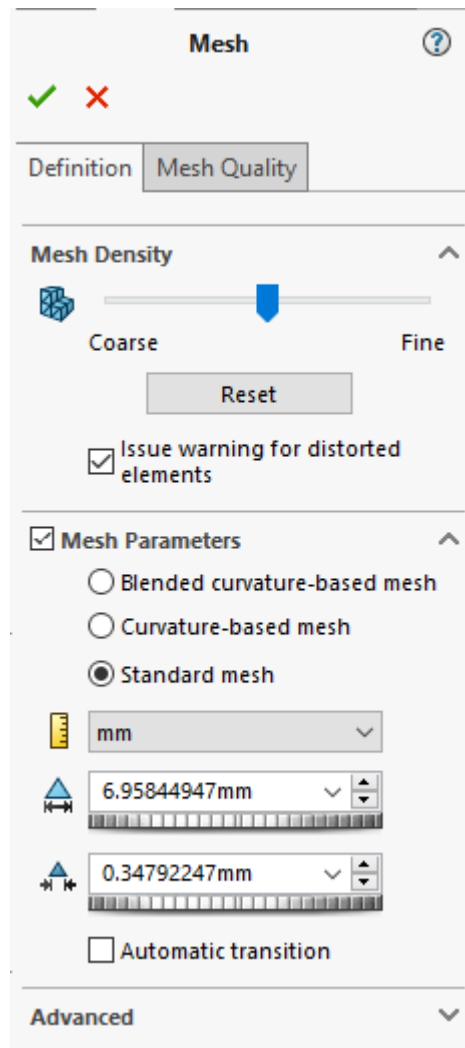 Mesh
Definition Mesh Quality
Mesh Density
Coarse Fine
Reset
Issue warning for distorted
elements
Mesh Parameters
Blended curvature-based mesh
Curvature-based mesh
Standard mesh
mm
6.95844947mm
0.34792247mm
Automatic transition
Advanced